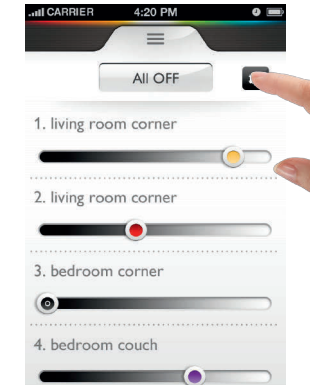 CARRIER 4:20 PM
All OFF
1. living room corner
2. living room corner
3. bedroom corner
4. bedroom couch